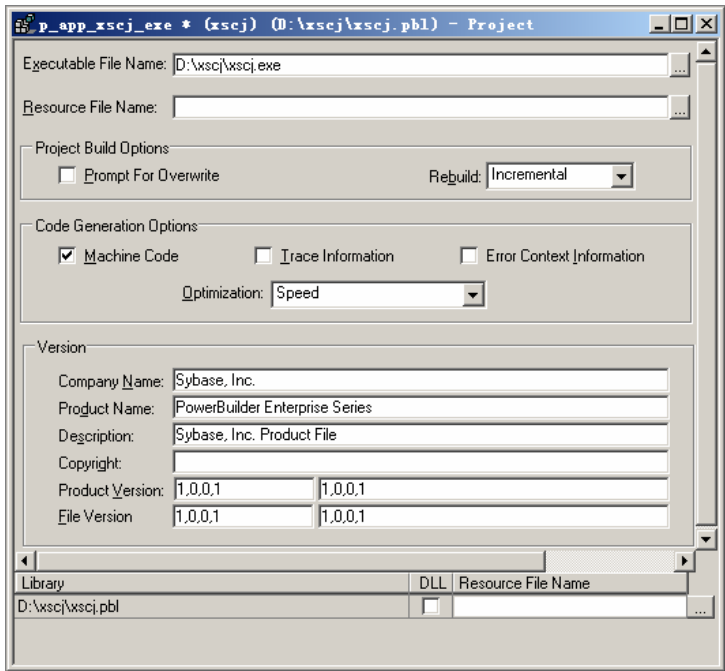 p_app_xscj_exe * (xscj) (D:\xscj\xscj.pbl) - Project
Executable File Name: D:\xscj\xscj.exe ...
Resource File Name: ...
Project Build Options
Prompt For Overwrite Rebuild: Incremental
Code Generation Options
Machine Code Trace Information Error Context Information
Optimization: Speed
Version
Company Name: Sybase, Inc.
Product Name: PowerBuilder Enterprise Series
Description: Sybase, Inc. Product File
Copyright:
Product Version: 1,0,0,1 1,0,0,1
File Version 1,0,0,1 1,0,0,1
Library DLL Resource File Name
D:\xscj\xscj.pbl ...